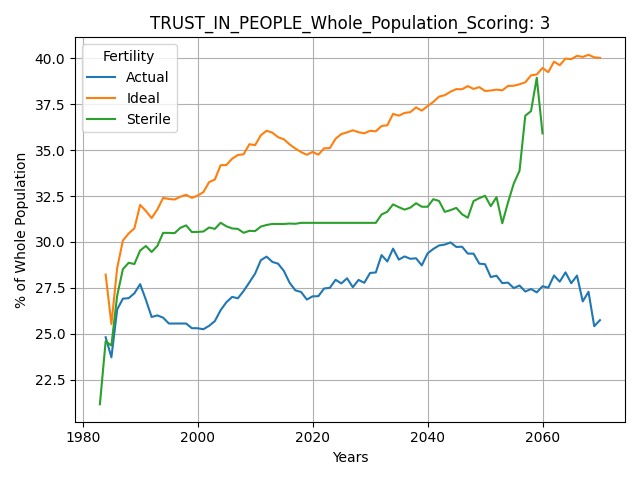 TRUST_IN_PEOPLE_Whole_Population_Scoring: 3
Fertility
Actual
Ideal
Sterile
% of Whole Population
40.0
37.5
35.0
32.5
30.0
27.5
25.0
22.5
1980
2000
2020
2040
2060
Years